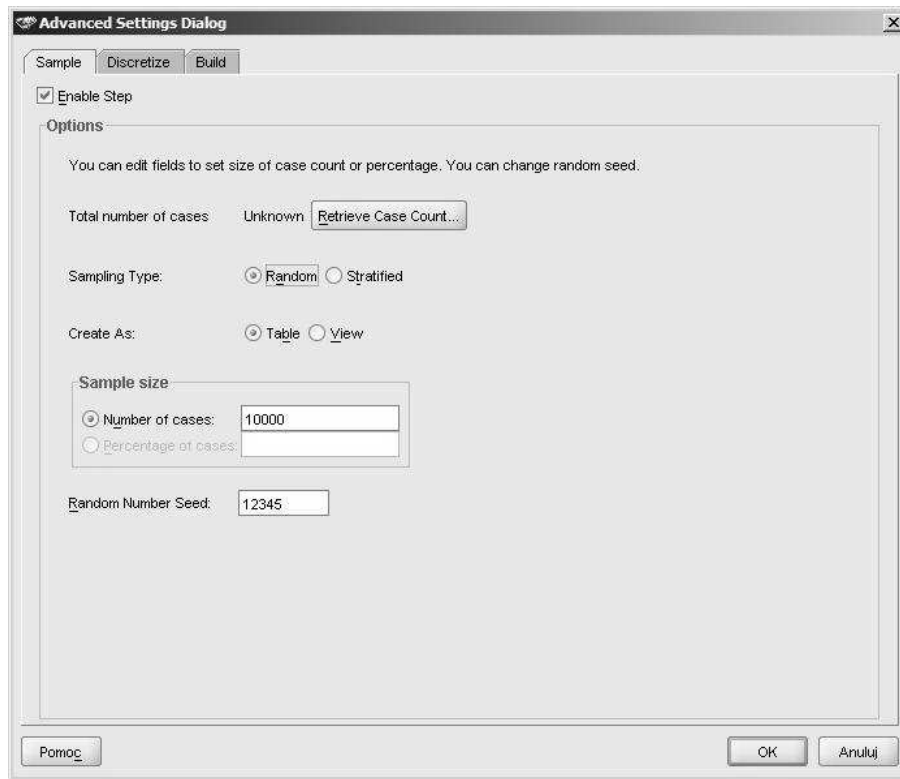 Advanced Settings Dialog
Sample Discretize Build
Enable Step
Options
You can edit fields to set size of case count or percentage. You can change random seed.
Total number of cases Unknown Retrieve Case Count...
Sampling Type: Random Stratified
Create As: Table View
Sample size
Number of cases: 10000
Percentage of cases:
Random Number Seed: 12345
Pomoc OK Anuluj